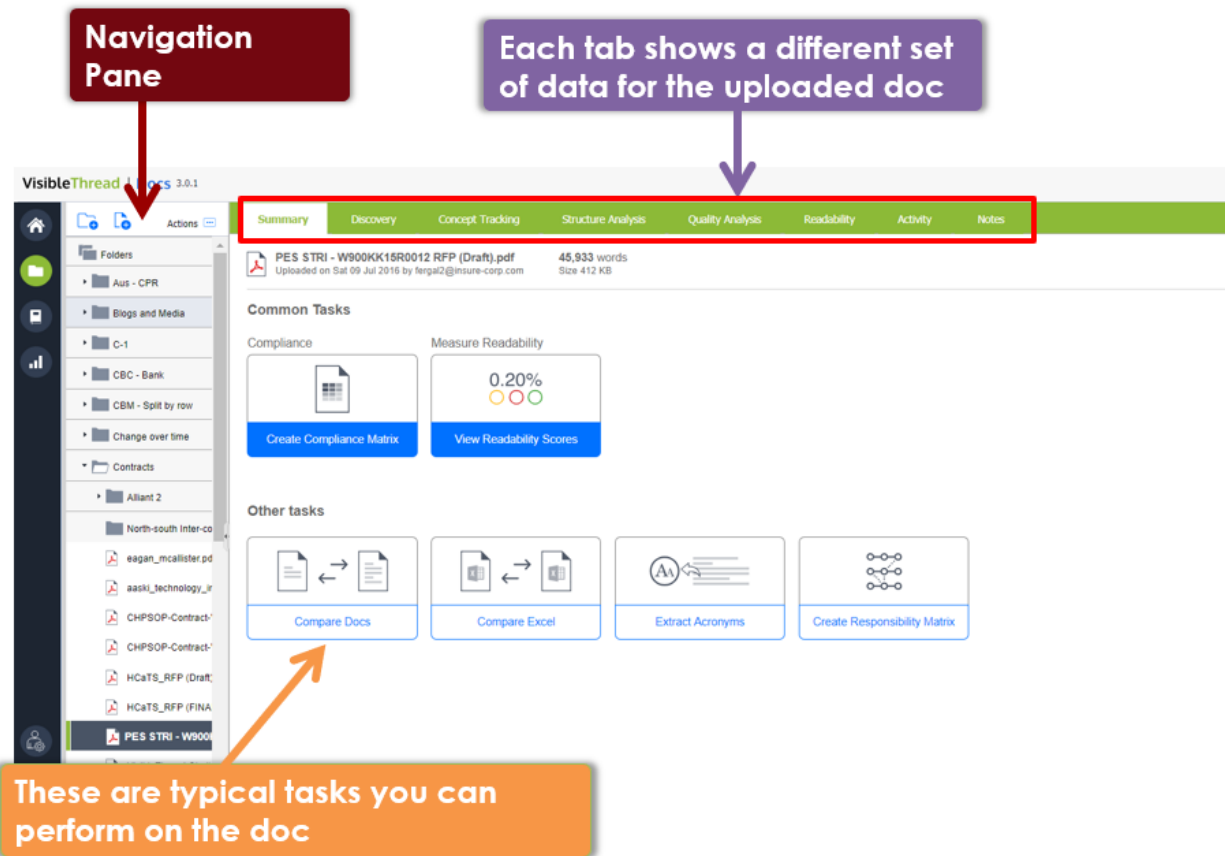 Navigation
Pane
Each tab shows a different set
of data for the uploaded doc
VisibleThread | Docs 3.0.1
Actions
Summary Discovery Concept Tracking Structure Analysis Quality Analysis Readability Activity Notes
Folders
Aus - CPR
Blogs and Media
C-1
CBC - Bank
CBM - Split by row
Change over time
Contracts
Alliant 2
North-south Inter-co
eagan_mcallister.pd
aaski_technology_ir
CHPSOP-Contract-
CHPSOP-Contract-
HCaTS_RFP (Draft)
HCaTS_RFP (FINA
PES STRI - W900
PES STRI - W900KK15R0012 RFP (Draft).pdf 45,933 words
Uploaded on Sat 09 Jul 2016 by fergal2@insure-corp.com Size 412 KB
Common Tasks
Compliance Measure Readability
0.20%
Create Compliance Matrix View Readability Scores
Other tasks
AA
Compare Docs Compare Excel Extract Acronyms Create Responsibility Matrix
These are typical tasks you can
perform on the doc